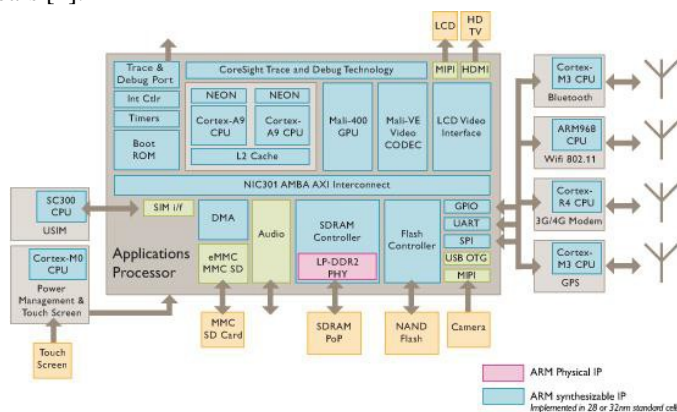 LCD
HD
TV
Trace &
Debug Port
CoreSight Trace and Debug Technology
MIPI
HDMI
Int Ctlr
Timers
Boot
ROM
NEON
NEON
Cortex-A9
CPU
Cortex-
A9 CPU
L2 Cache
Mali-400
GPU
Mali-VE
Video
CODEC
LCD Video
Interface
NIC301 AMBA AXI Interconnect
Cortex-
M3 CPU
Bluetooth
ARM968
CPU
Wifi 802.11
Cortex-
R4 CPU
3G/4G Modem
Cortex-
M3 CPU
GPS
SC300
CPU
USIM
Cortex-M0
CPU
Power
Management &
Touch Screen
Touch
Screen
SIM i/f
Applications
Processor
DMA
eMMC
MMC SD
Audio
SDRAM
Controller
LP-DDR2
PHY
Flash
Controller
GPIO
UART
SPI
USB OTG
MIPI
MMC
SD Card
SDRAM
PoP
NAND
Flash
Camera
ARM Physical IP
ARM synthesizable IP
Implemented in 28 or 32nm standard cell